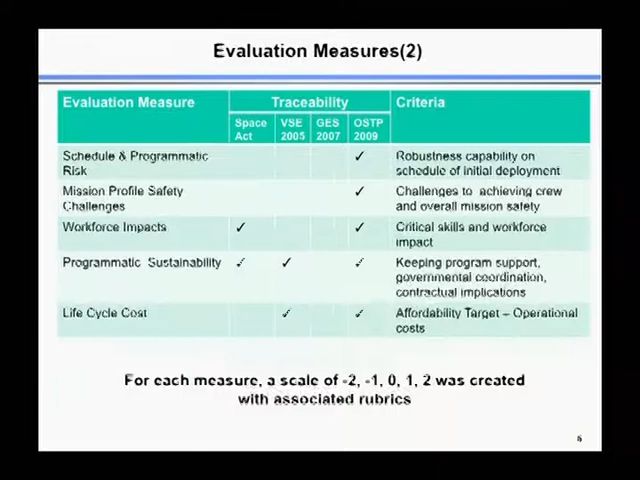 Evaluation Measures(2)
Evaluation Measure
Traceability
Criteria
Space Act
VSE 2005
GES 2007
OSTP 2009
Schedule & Programmatic Risk
✓
Robustness capability on
schedule of initial deployment
Mission Profile Safety
Challenges
✓
Challenges to achieving crew
and overall mission safety
Workforce Impacts
✓ ✓
Critical skills and workforce
impact
Programmatic Sustainability
✓ ✓ ✓
Keeping program support,
governmental coordination,
contractual implications
Life Cycle Cost
✓ ✓
Affordability Target – Operational
costs
For each measure, a scale of -2, -1, 0, 1, 2 was created
with associated rubrics
6